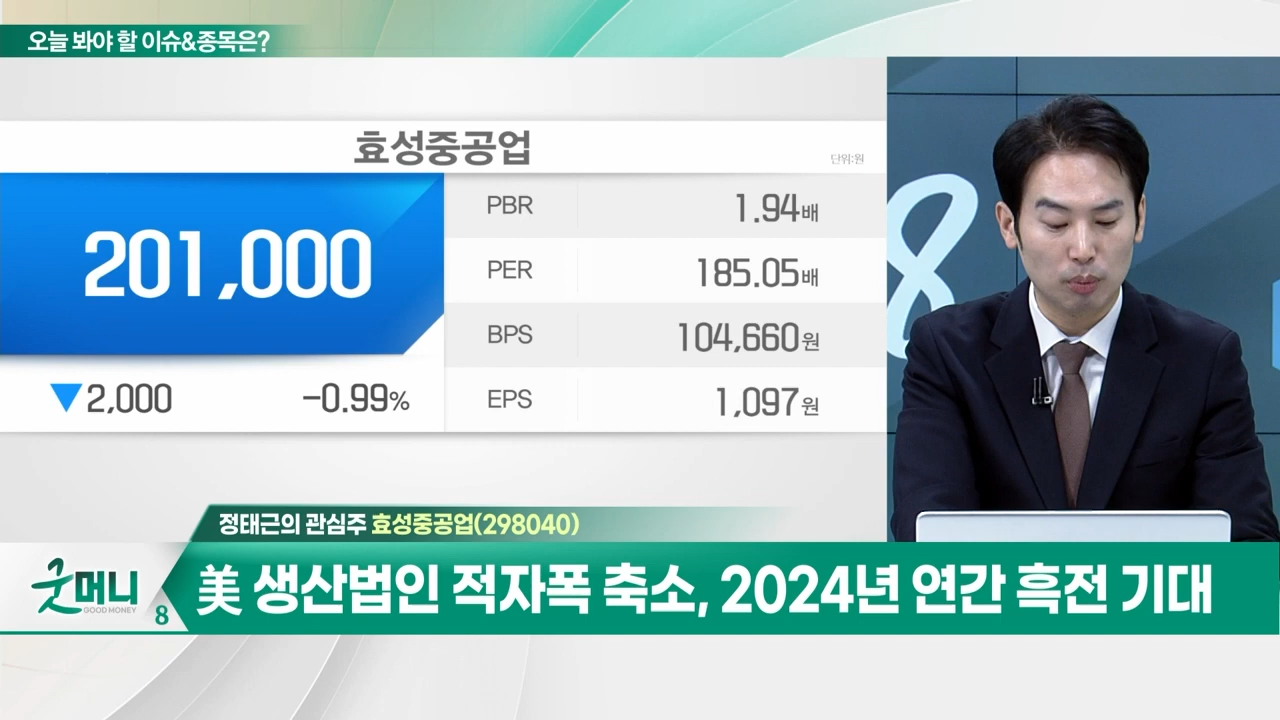 오늘 봐야 할 이슈&종목은?
효성중공업
단위:원
201,000
▼2,000 -0.99%
PBR 1.94배
PER 185.05배
BPS 104,660원
EPS 1,097원
8
정태근의 관심주 효성중공업(298040)
굿머니
GOOD MONEY
8
美 생산법인 적자폭 축소, 2024년 연간 흑전 기대